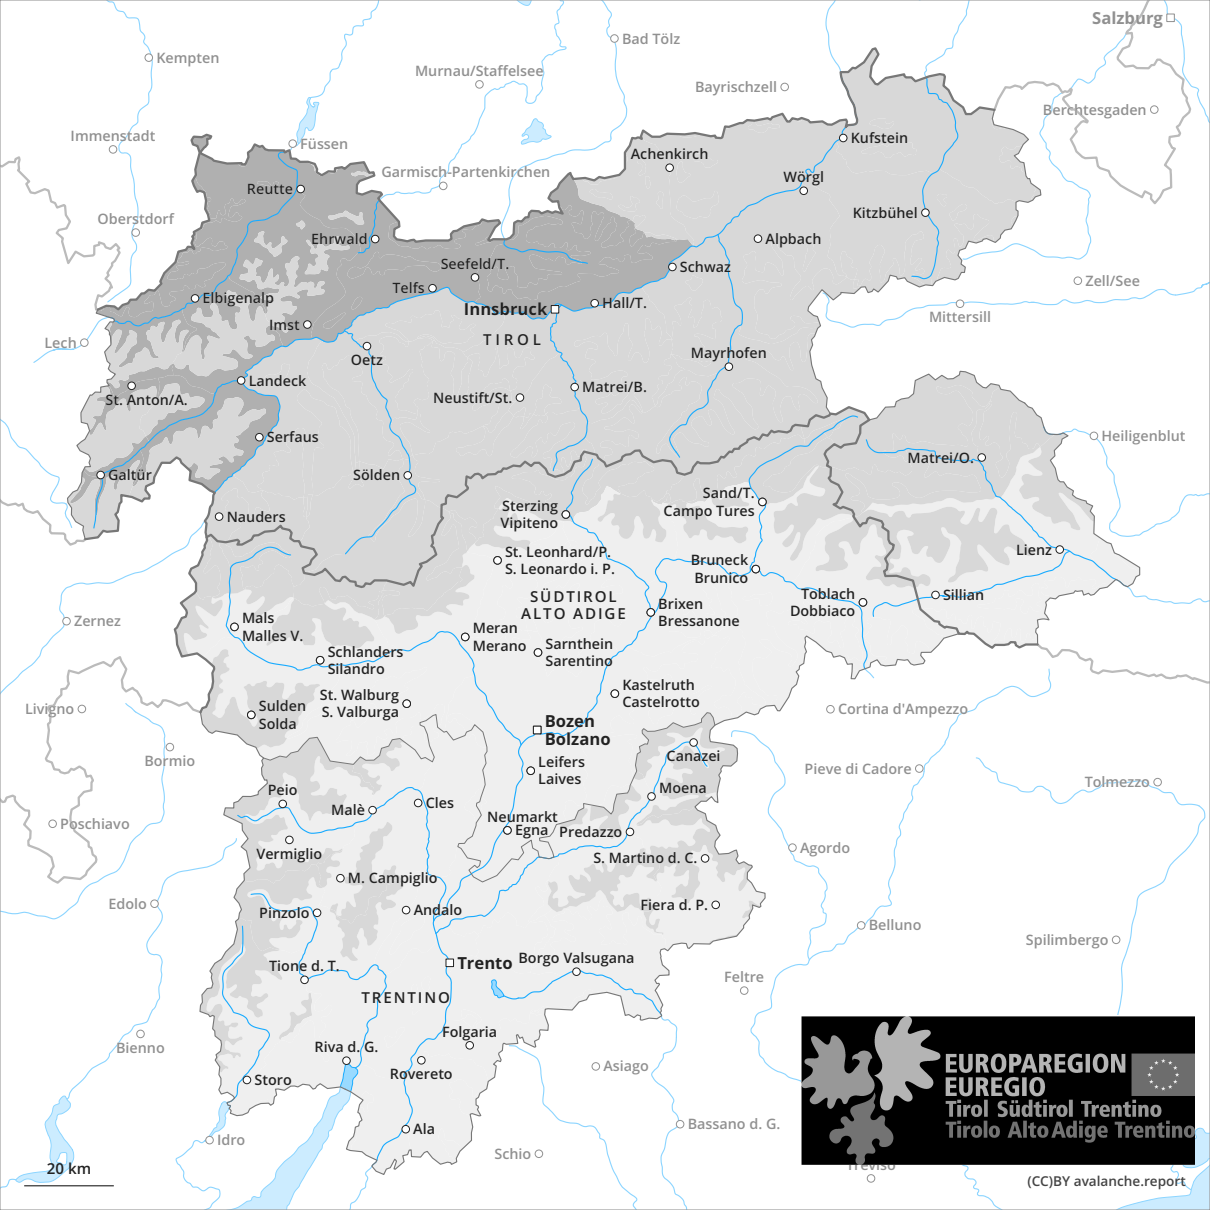 Salzburg
Bad Tölz
Kempten
Murnau/Staffelsee
Bayrischzell
Berchtesgaden
Immenstadt
Füssen
Kufstein
Achenkirch
Garmisch-Partenkirchen
Wörgl
Reutte
Oberstdorf
Kitzbühel
Ehrwald
Alpbach
Seefeld/T.
Schwaz
Zell/See
Telfs
Elbigenalp
Hall/T.
Innsbruck
Mittersill
Imst
TIROL
Lech
Oetz
Mayrhofen
Landeck
Matrei/B.
St. Anton/A.
Neustift/St.
Serfaus
Heiligenblut
Matrei/O.
Galtür
Sölden
Sand/T.
Campo Tures
Sterzing
Vipiteno
Nauders
Lienz
St. Leonhard/P.
S. Leonardo i. P.
Bruneck
Brunico
SÜDTIROL
ALTO ADIGE
Toblach
Dobbiaco
Sillian
Brixen
Bressanone
Zernez
Mals
Malles V.
Meran
Merano
Sarnthein
Sarentino
Schlanders
Silandro
Kastelruth
Castelrotto
St. Walburg
S. Valburga
Sulden
Solda
Livigno
Cortina d'Ampezzo
Bozen
Bolzano
Bormio
Canazei
Leifers
Laives
Pieve di Cadore
Tolmezzo
Peio
Moena
Malè
Cles
Neumarkt
Egna
Predazzo
Poschiavo
Vermiglio
Agordo
S. Martino d. C.
M. Campiglio
Edolo
Fiera d. P.
Pinzolo
Andalo
Belluno
Spilimbergo
Tione d. T.
Trento
Borgo Valsugana
Feltre
TRENTINO
Folgaria
Bienno
Riva d. G.
Asiago
Rovereto
Storo
EUROPAREGION
EUREGIO
Tirol Südtirol Trentino
Tirolo Alto Adige Trentino
Ala
Bassano d. G.
Idro
Schio
Treviso
20 km
(CC)BY avalanche.report